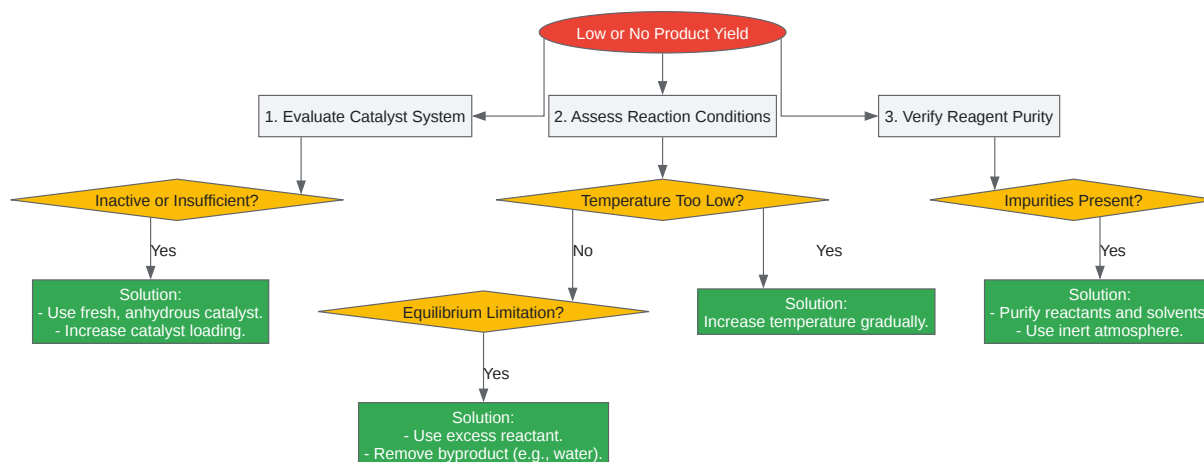 Low or No Product Yield
1. Evaluate Catalyst System
2. Assess Reaction Conditions
3. Verify Reagent Purity
Inactive or Insufficient?
Temperature Too Low?
Impurities Present?
Yes
No
Yes
Yes
Solution:
- Use fresh, anhydrous catalyst.
- Increase catalyst loading.
Equilibrium Limitation?
Solution:
Increase temperature gradually.
Solution:
- Purify reactants and solvents
- Use inert atmosphere.
Yes
Solution:
- Use excess reactant.
- Remove byproduct (e.g., water).